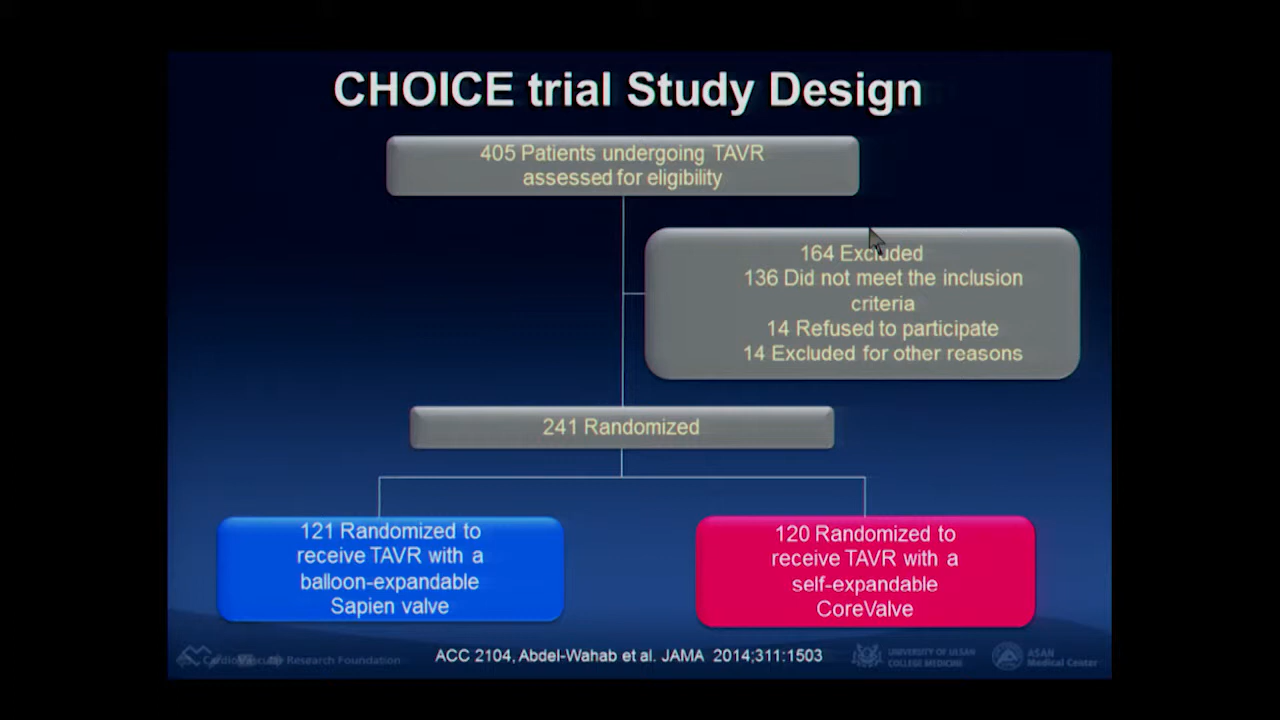 CHOICE trial Study Design
405 Patients undergoing TAVR
assessed for eligibility
164 Excluded
136 Did not meet the inclusion
criteria
14 Refused to participate
14 Excluded for other reasons
241 Randomized
121 Randomized to
receive TAVR with a
balloon-expandable
Sapien valve
120 Randomized to
receive TAVR with a
self-expandable
CoreValve
CardioVascular Research Foundation
ACC 2104, Abdel-Wahab et al. JAMA 2014;311:1503
UNIVERSITY OF ULSAN
COLLEGE MEDICINE
ASAN
Medical Center